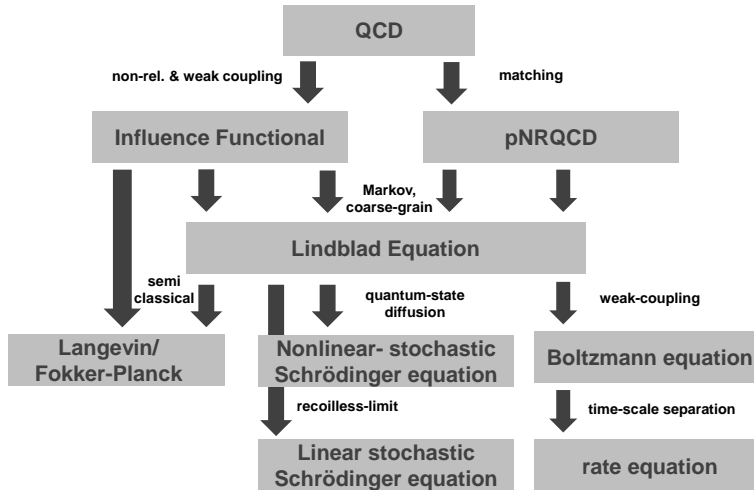 QCD
non-rel. & weak coupling
matching
Influence Functional
pNRQCD
Markov,
coarse-grain
Lindblad Equation
semi
classical
quantum-state
diffusion
weak-coupling
Langevin/
Fokker-Planck
Nonlinear- stochastic
Schrödinger equation
Boltzmann equation
recoilless-limit
time-scale separation
Linear stochastic
Schrödinger equation
rate equation